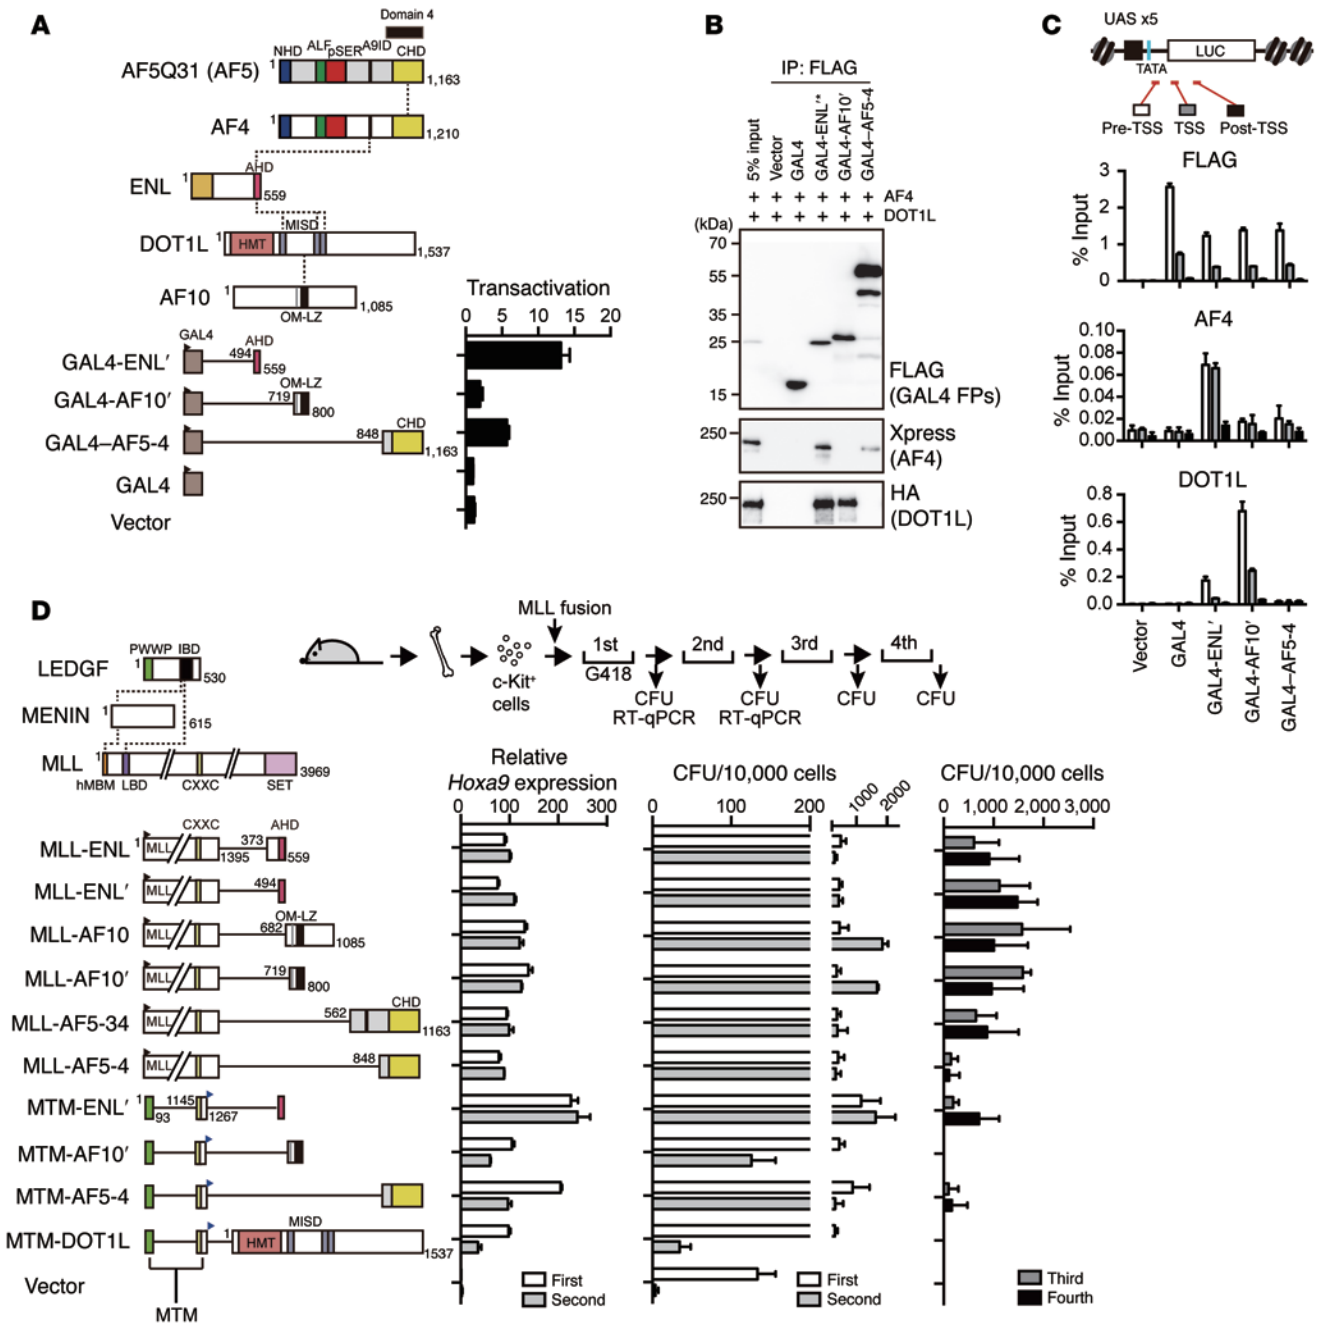 A
Domain 4
NHD ALF pSER A9ID CHD
AF5Q31 (AF5) 1 1,163
AF4 1 1,210
AHD
ENL 1 559
MISD
DOT1L 1 HMT 1,537
AF10 1 1,085
OM-LZ
Transactivation
0 5 10 15 20
GAL4 AHD
GAL4-ENL′ 494 559
OM-LZ
GAL4-AF10′ 719 800
CHD
GAL4–AF5-4 848 1,163
GAL4
Vector
B
IP: FLAG
5% input
Vector
GAL4
GAL4-ENL′*
GAL4-AF10′
GAL4–AF5-4
+ + + + + + AF4
+ + + + + + DOT1L
(kDa)
70
55
35
25
15
FLAG
(GAL4 FPs)
250
Xpress
(AF4)
250
HA
(DOT1L)
C
UAS x5
LUC
TATA
Pre-TSS TSS Post-TSS
FLAG
% Input
3
2
1
0
AF4
% Input
0.10
0.08
0.06
0.04
0.02
0.00
DOT1L
% Input
0.8
0.6
0.4
0.2
0.0
Vector
GAL4
GAL4-ENL′
GAL4-AF10′
GAL4–AF5-4
D
PWWP IBD
LEDGF 1 530
MENIN 1 615
MLL 1 3969
hMBM LBD CXXC SET
MLL fusion
c-Kit⁺
cells
1st 2nd 3rd 4th
G418
CFU CFU CFU CFU
RT-qPCR RT-qPCR
Relative
Hoxa9 expression
0 100 200 300
CFU/10,000 cells
0 100 200 1000 2000
CFU/10,000 cells
0 1,000 2,000 3,000
CXXC AHD
MLL-ENL 1 MLL 1395 373 559
MLL-ENL′ MLL 494
OM-LZ
MLL-AF10 MLL 682 1085
MLL-AF10′ MLL 719 800
CHD
MLL-AF5-34 MLL 562 1163
MLL-AF5-4 MLL 848
MTM-ENL′ 1 93 1145 1267
MTM-AF10′
MTM-AF5-4
MISD
MTM-DOT1L 1 HMT 1537
Vector
MTM
First
Second
First
Second
Third
Fourth